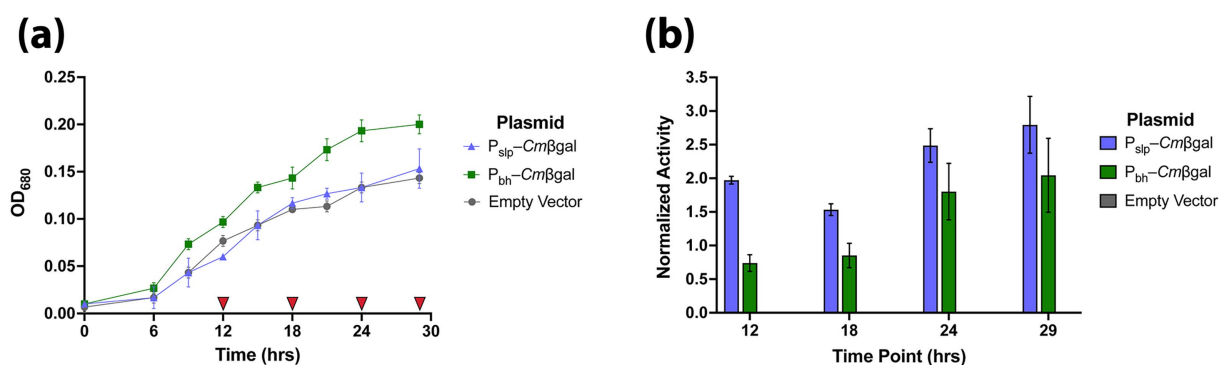 (a)
0.25
0.20
0.15
0.10
0.05
0.00
OD680
0
6
12
18
24
30
Time (hrs)
Plasmid
Pslp–Cmβgal
Pbh–Cmβgal
Empty Vector
(b)
3.5
3.0
2.5
2.0
1.5
1.0
0.5
0.0
Normalized Activity
12
18
24
29
Time Point (hrs)
Plasmid
Pslp–Cmβgal
Pbh–Cmβgal
Empty Vector